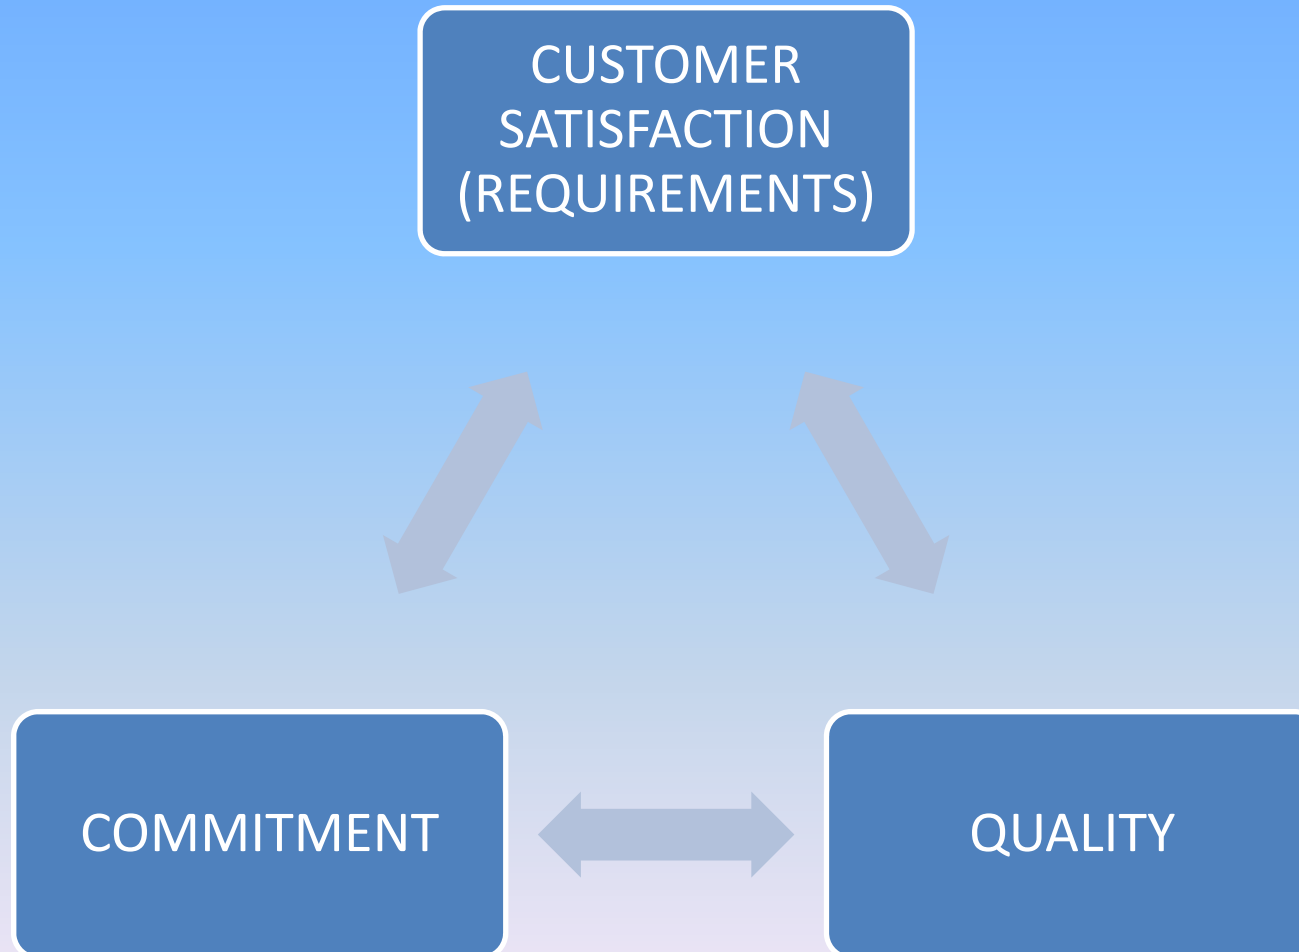 CUSTOMER
SATISFACTION
(REQUIREMENTS)
COMMITMENT
QUALITY